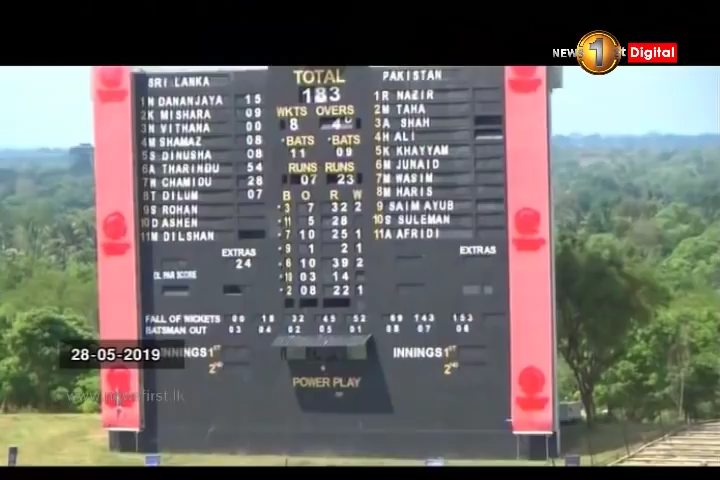 NEWS 1st Digital
SRI LANKA TOTAL PAKISTAN
183
WKTS OVERS
8
BATS BATS
11 09
RUNS RUNS
07 23
1 N DANANJAYA 15
2 K MISHARA 09
3 N VITHANA 00
4 M SHAMAZ 08
5 S DINUSHA 08
6 A THARINDU 54
7 W CHAMIDU 28
8 T DILUM 07
9 S ROHAN
10 D ASHEN
11 M DILSHAN
EXTRAS
24
DL PAR SCORE
B O R W
3 7 32 2
11 5 28
7 10 25 1
9 1 2 1
6 10 39 2
10 03 14
2 08 22 1
1 R NAZIR
2 M TAHA
3 A SHAH
4 H ALI
5 K KHAYYAM
6 M JUNAID
7 M WASIM
8 M HARIS
9 SAIM AYUB
10 S SULEMAN
11 A AFRIDI
EXTRAS
FALL OF WICKETS 00 18 32 45 52 69 143 153
BATSMAN OUT 03 04 02 05 01 08 07 06
INNINGS 1ST
2ND
INNINGS 1ST
2ND
POWER PLAY
28-05-2019
www.newsfirst.lk